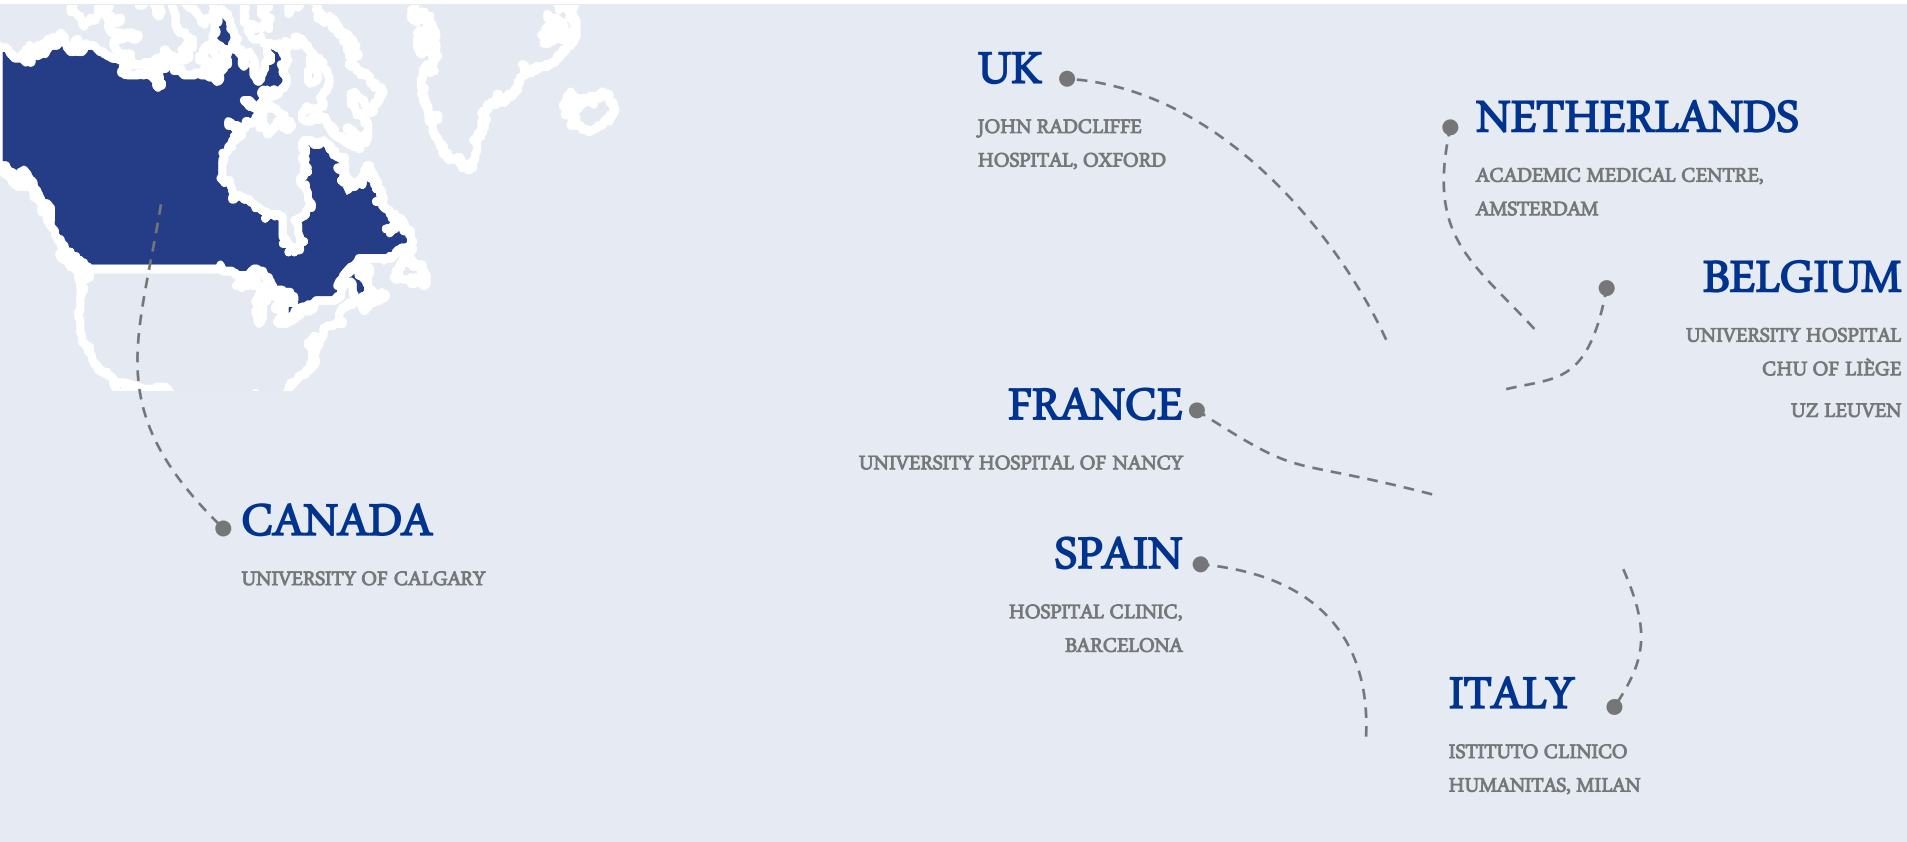 UK
JOHN RADCLIFFE
HOSPITAL, OXFORD
NETHERLANDS
ACADEMIC MEDICAL CENTRE,
AMSTERDAM
BELGIUM
UNIVERSITY HOSPITAL
CHU OF LIÈGE
UZ LEUVEN
FRANCE
UNIVERSITY HOSPITAL OF NANCY
CANADA
UNIVERSITY OF CALGARY
SPAIN
HOSPITAL CLINIC,
BARCELONA
ITALY
ISTITUTO CLINICO
HUMANITAS, MILAN